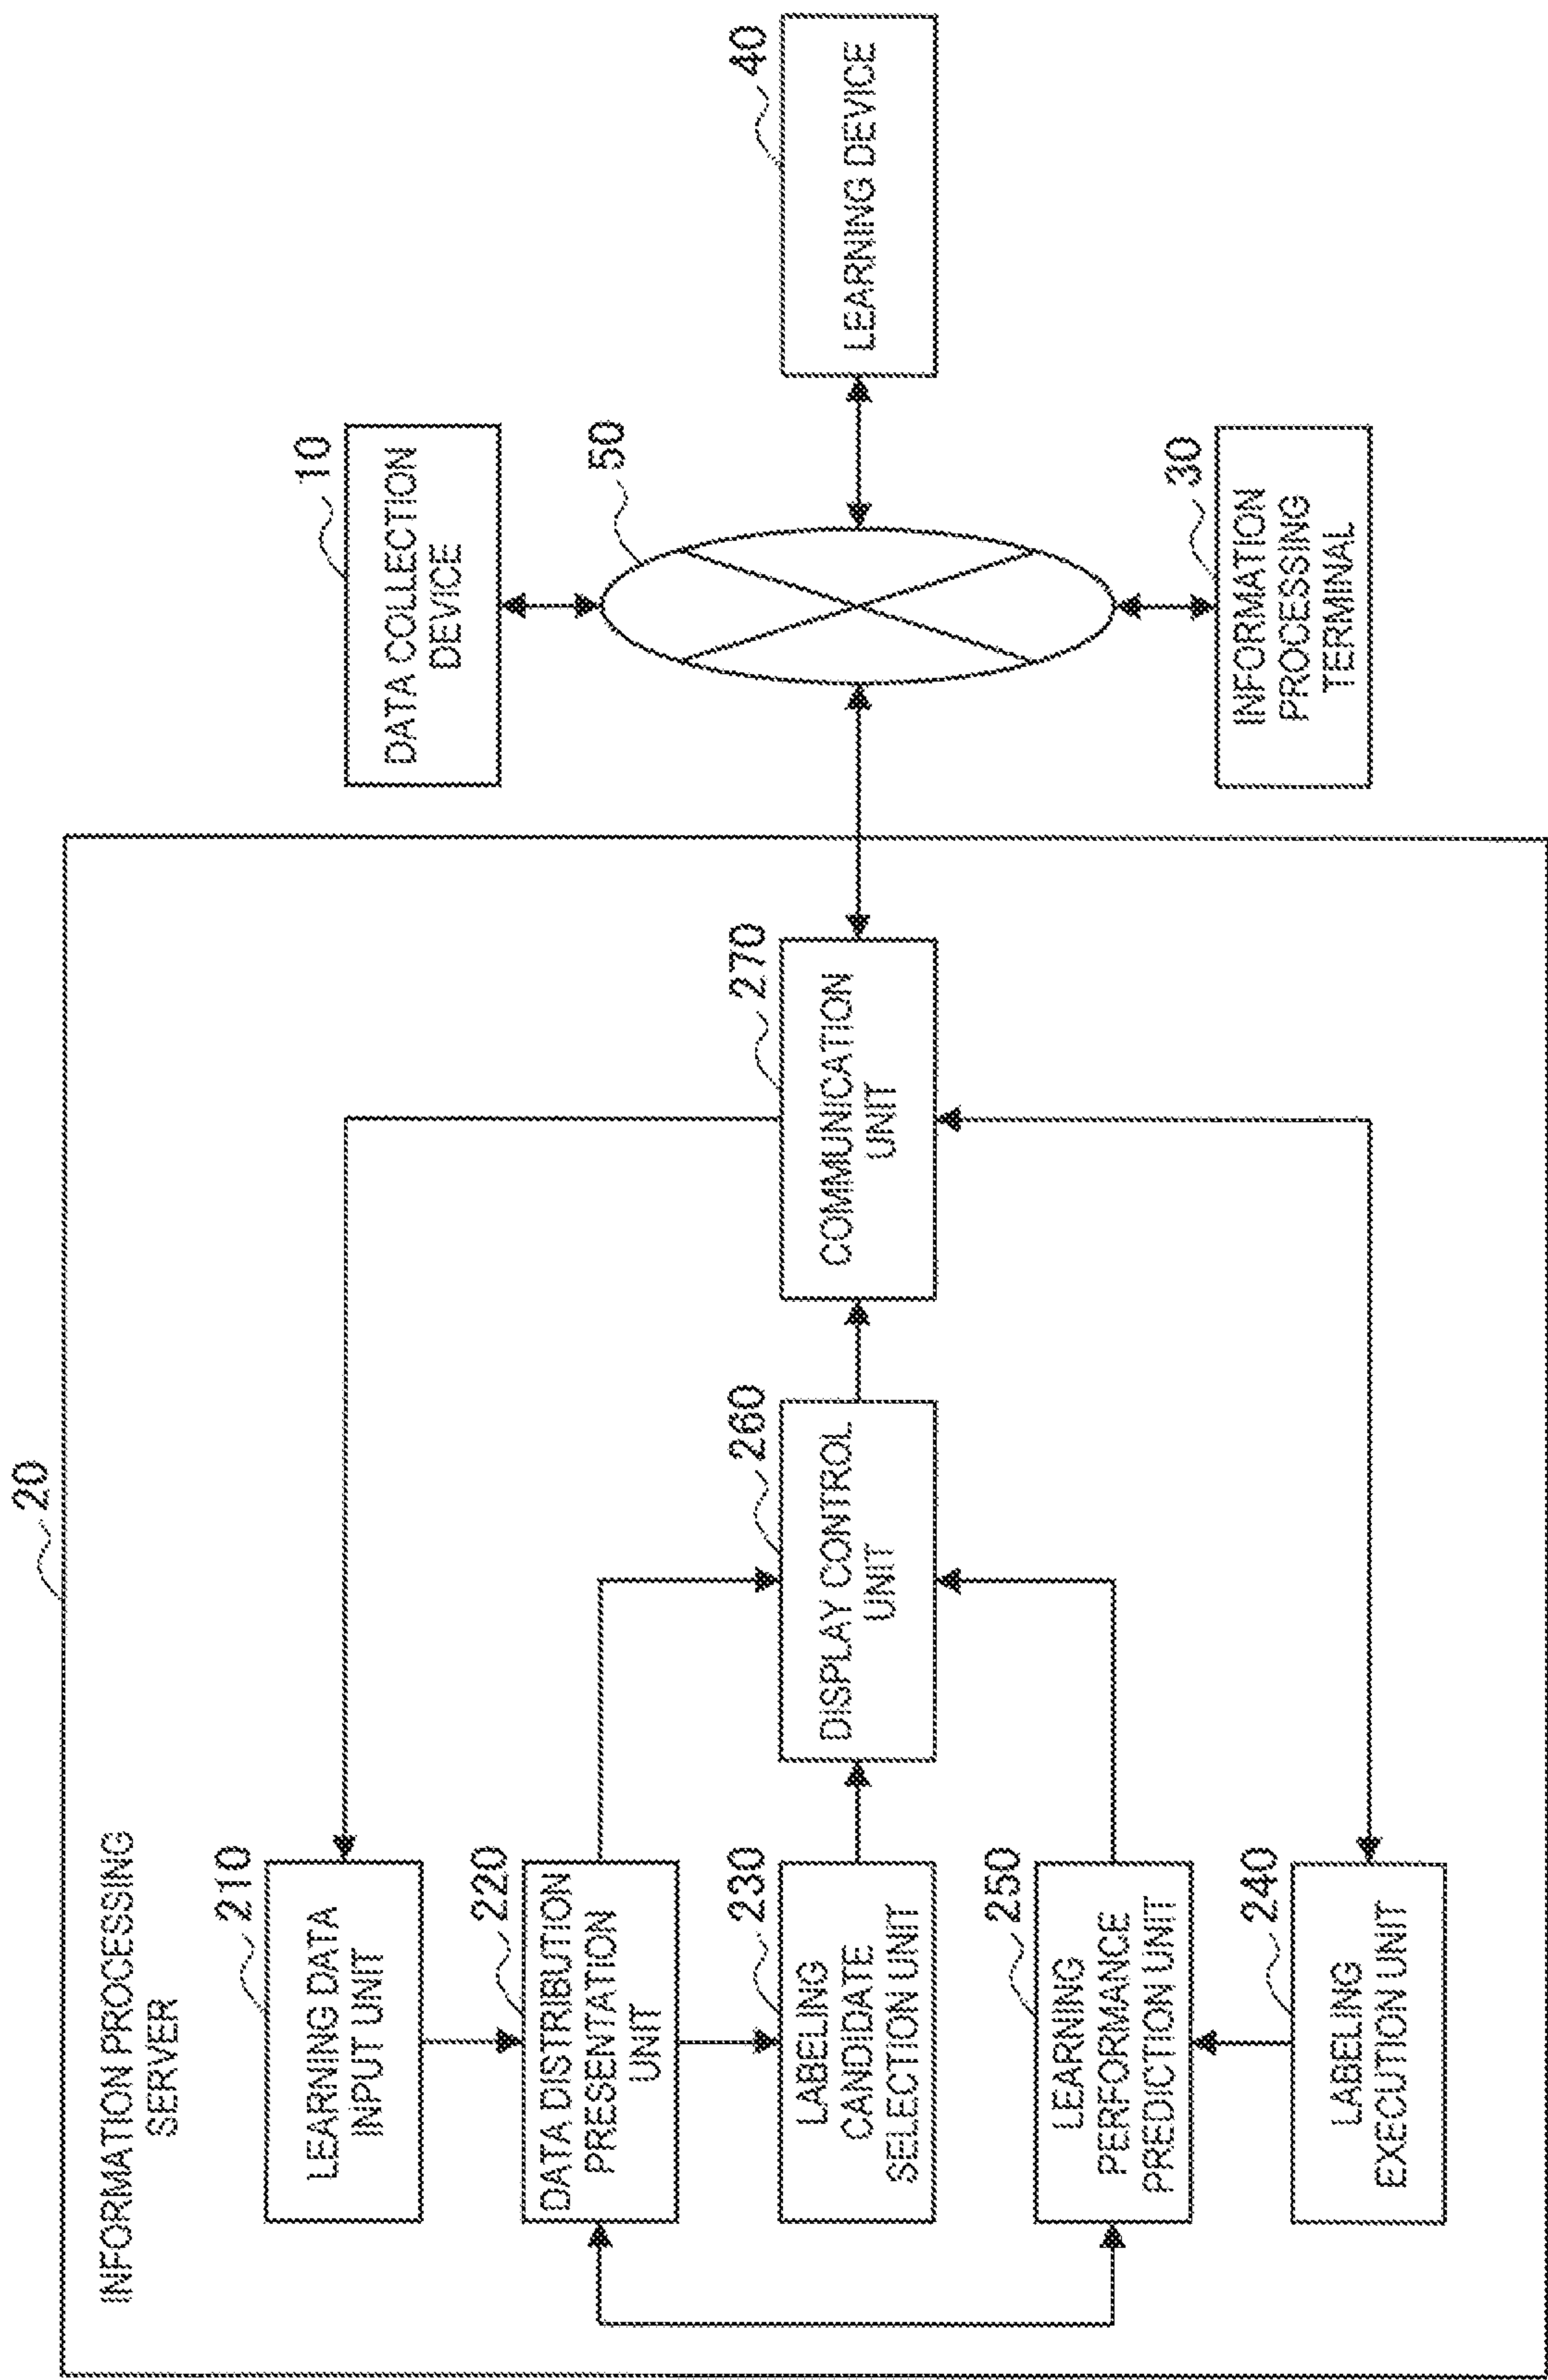 20
INFORMATION PROCESSING
SERVER
210
LEARNING DATA
INPUT UNIT
220
DATA DISTRIBUTION
PRESENTATION
UNIT
230
LABELING
CANDIDATE
SELECTION UNIT
250
LEARNING
PERFORMANCE
PREDICTION UNIT
240
LABELING
EXECUTION UNIT
260
DISPLAY CONTROL
UNIT
270
COMMUNICATION
UNIT
10
DATA COLLECTION
DEVICE
50
30
INFORMATION
PROCESSING
TERMINAL
40
LEARNING DEVICE